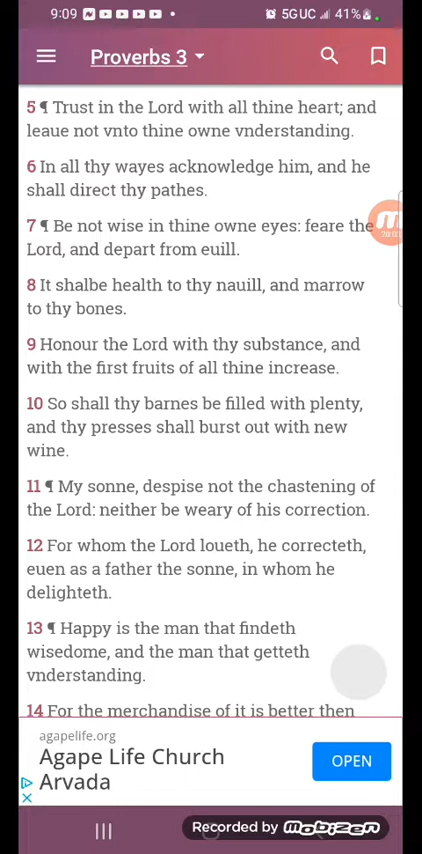 9:09 5GUC 41%
Proverbs 3
5 ¶ Trust in the Lord with all thine heart; and
leaue not vnto thine owne vnderstanding.
6 In all thy wayes acknowledge him, and he
shall direct thy pathes.
7 ¶ Be not wise in thine owne eyes: feare the
Lord, and depart from euill.
20:03
8 It shalbe health to thy nauill, and marrow
to thy bones.
9 Honour the Lord with thy substance, and
with the first fruits of all thine increase.
10 So shall thy barnes be filled with plenty,
and thy presses shall burst out with new
wine.
11 ¶ My sonne, despise not the chastening of
the Lord: neither be weary of his correction.
12 For whom the Lord loueth, he correcteth,
euen as a father the sonne, in whom he
delighteth.
13 ¶ Happy is the man that findeth
wisedome, and the man that getteth
vnderstanding.
14 For the merchandise of it is better then
agapelife.org
Agape Life Church
Arvada
OPEN
Recorded by mobizen